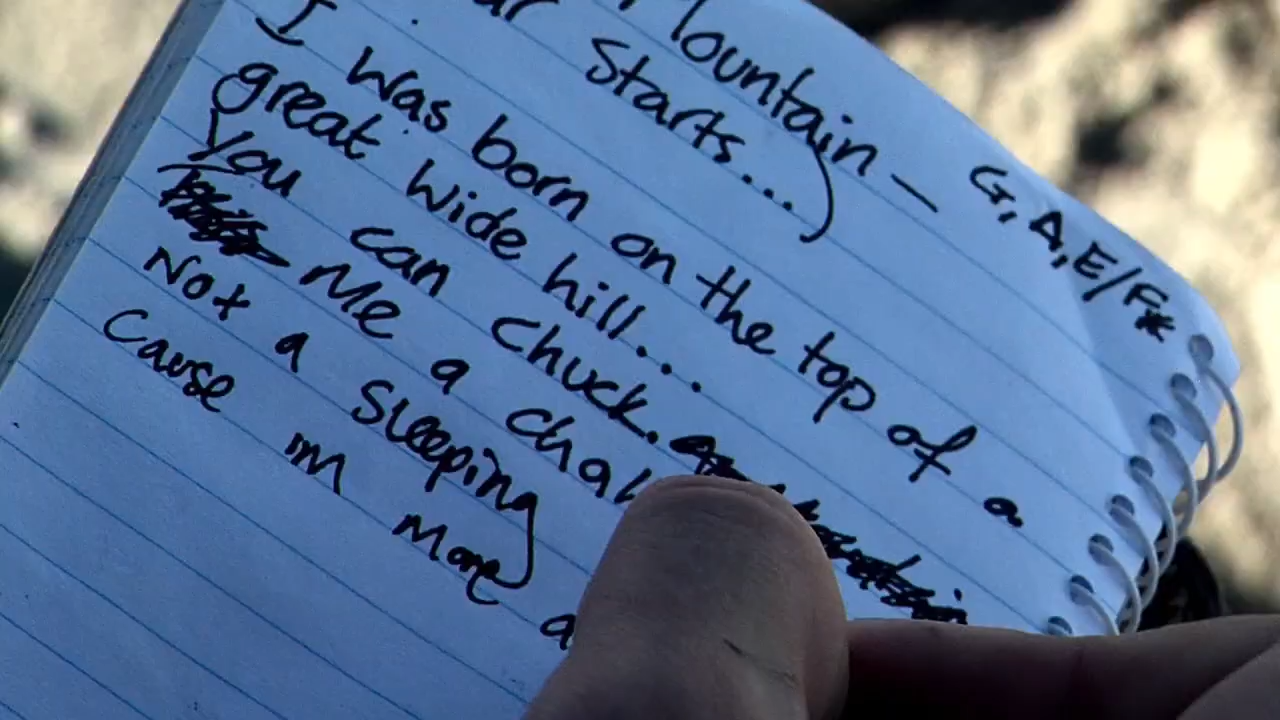 Mountain - G, A, E/F#
Starts...)
I was born on the top of a
great wide hill...
You can chuck.
Me a
Not a sleeping
Cause im More